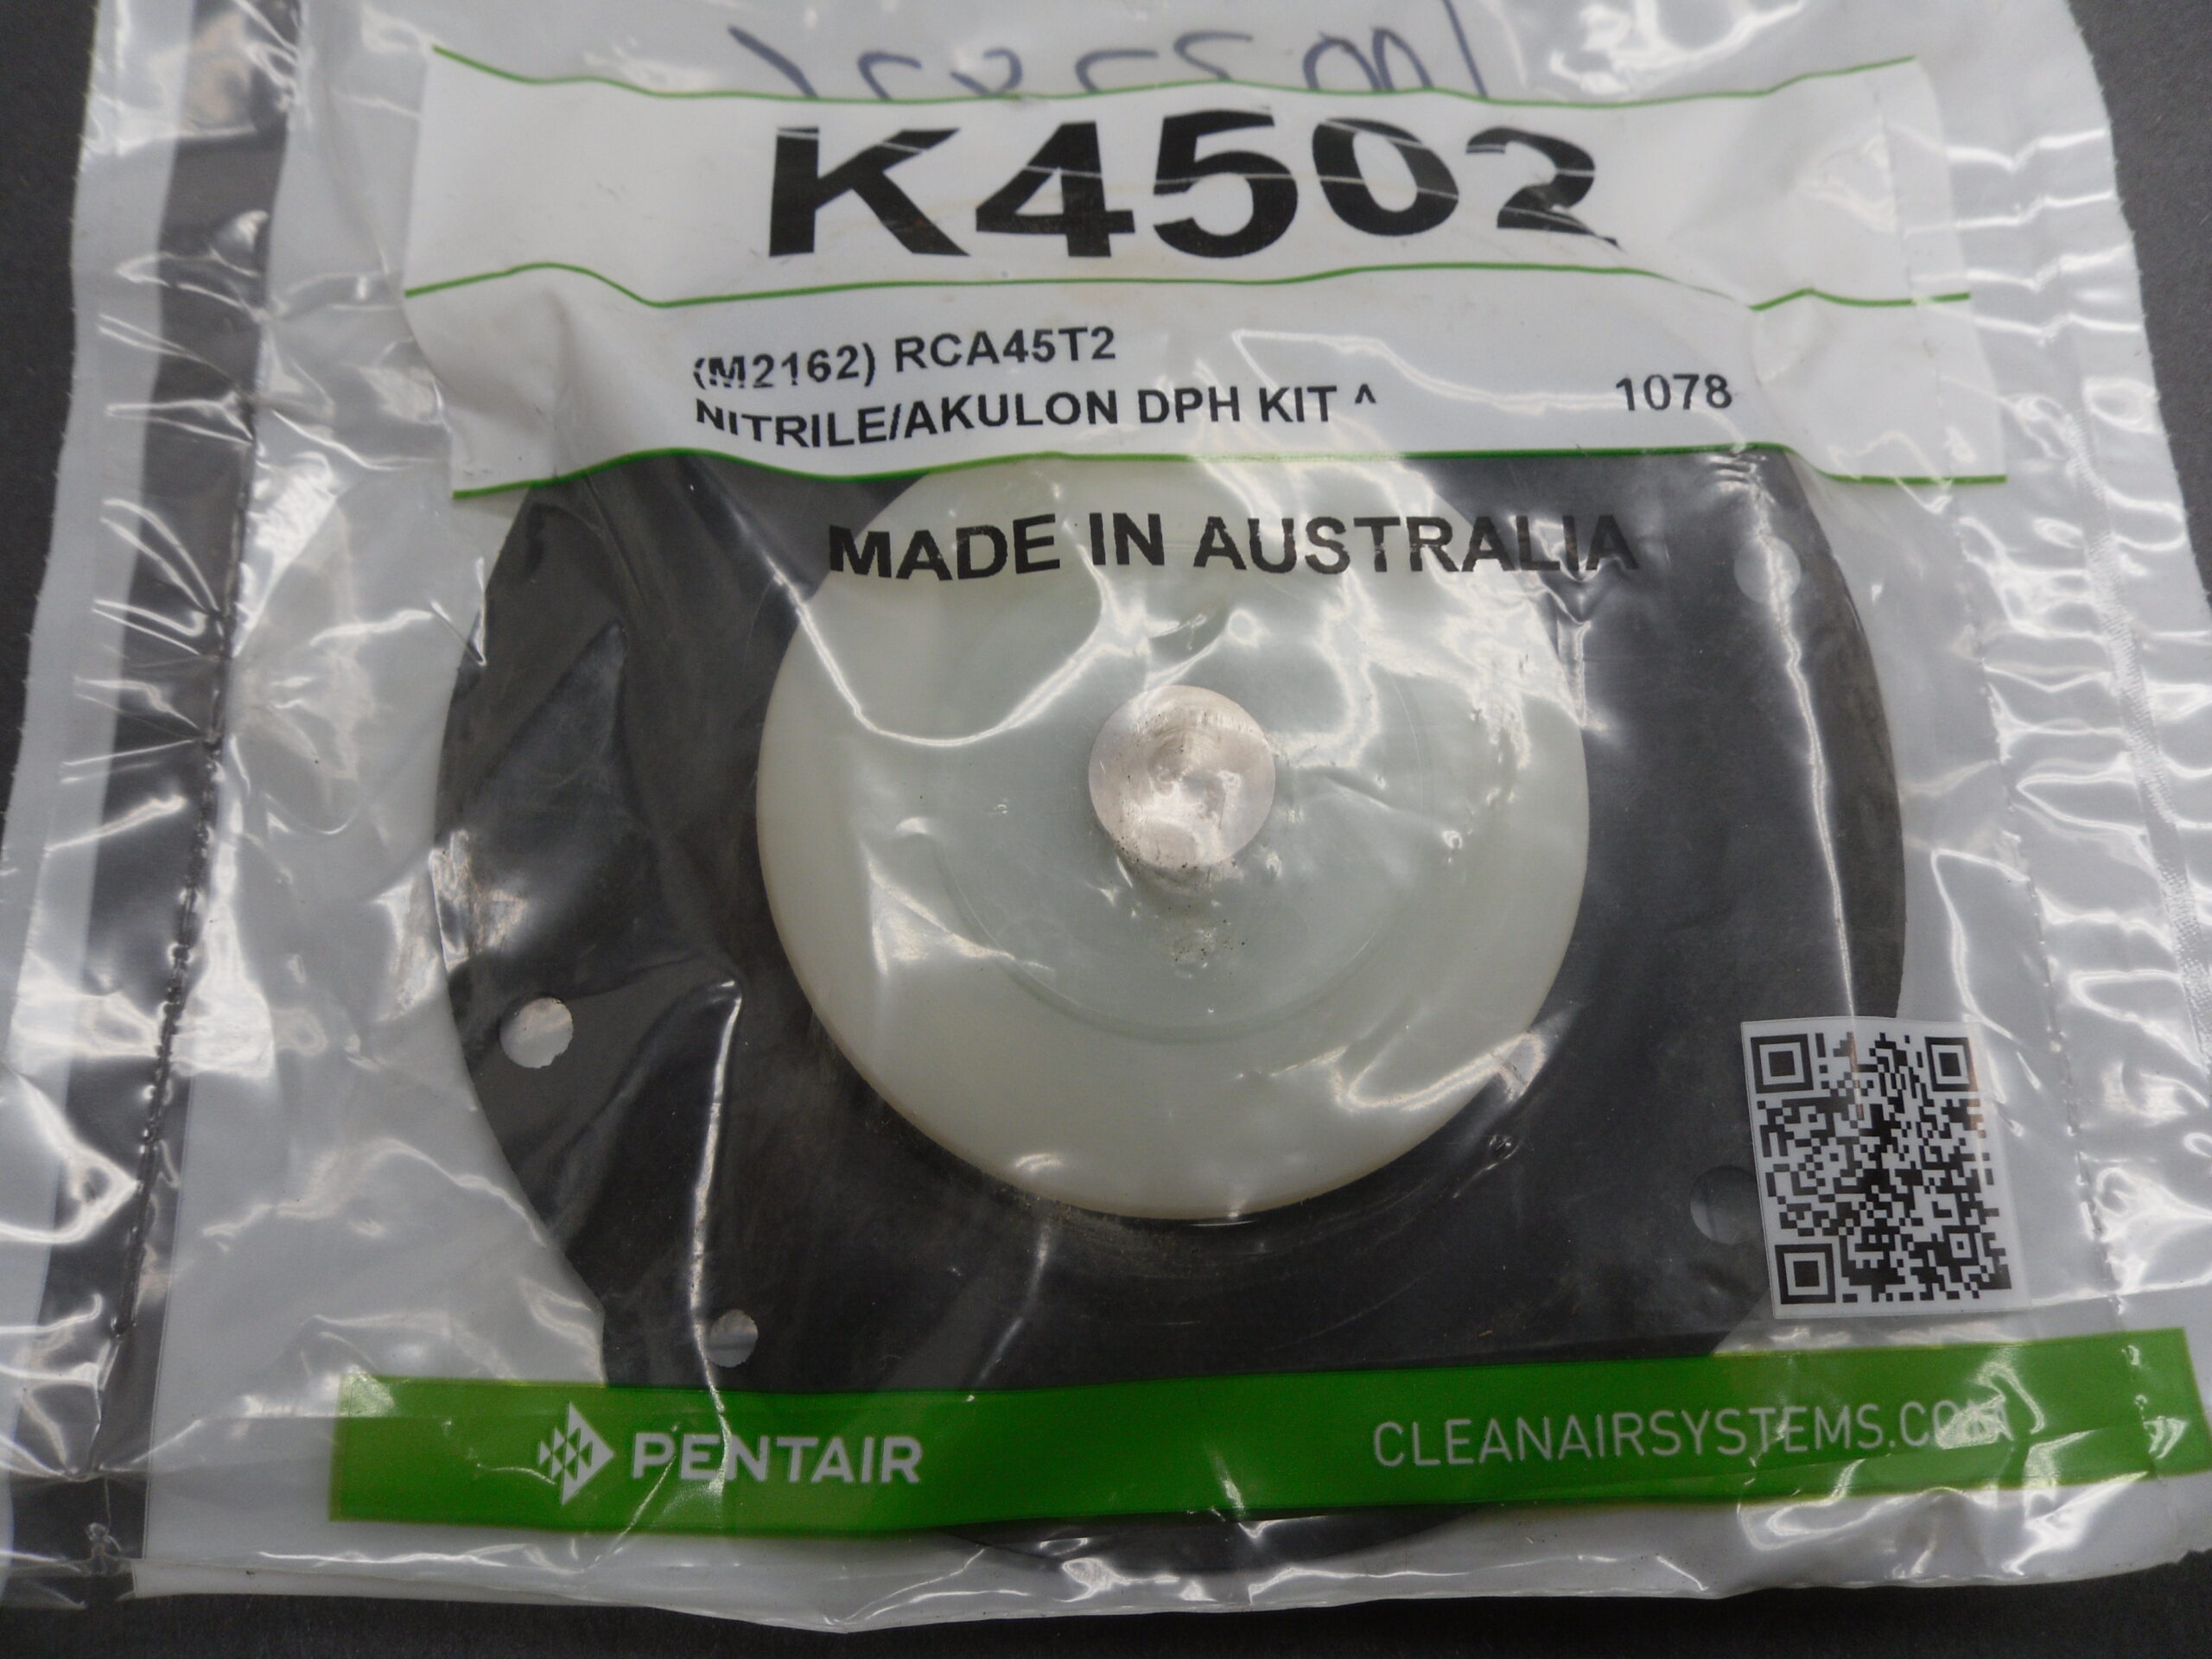 K4502
(M2162) RCA45T2
NITRILE/AKULON DPH KIT ^ 1078
MADE IN AUSTRALIA
PENTAIR CLEANAIRSYSTEMS.COM